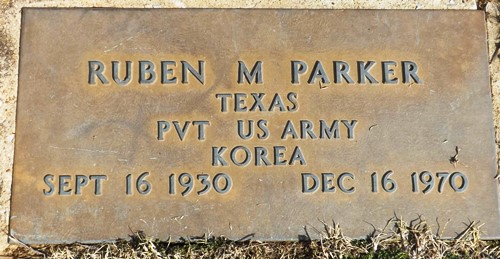 RUBEN M PARKER
TEXAS
PVT US ARMY
KOREA
SEPT 16 1930 DEC 16 1970